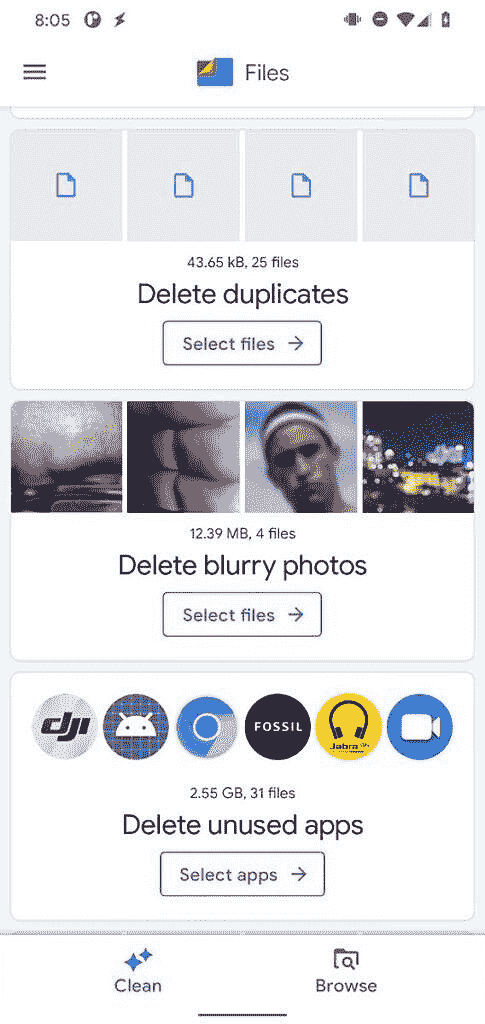 8:05
Files
43.65 kB, 25 files
Delete duplicates
Select files
12.39 MB, 4 files
Delete blurry photos
Select files
dji FOSSIL Jabra
2.55 GB, 31 files
Delete unused apps
Select apps
Clean Browse